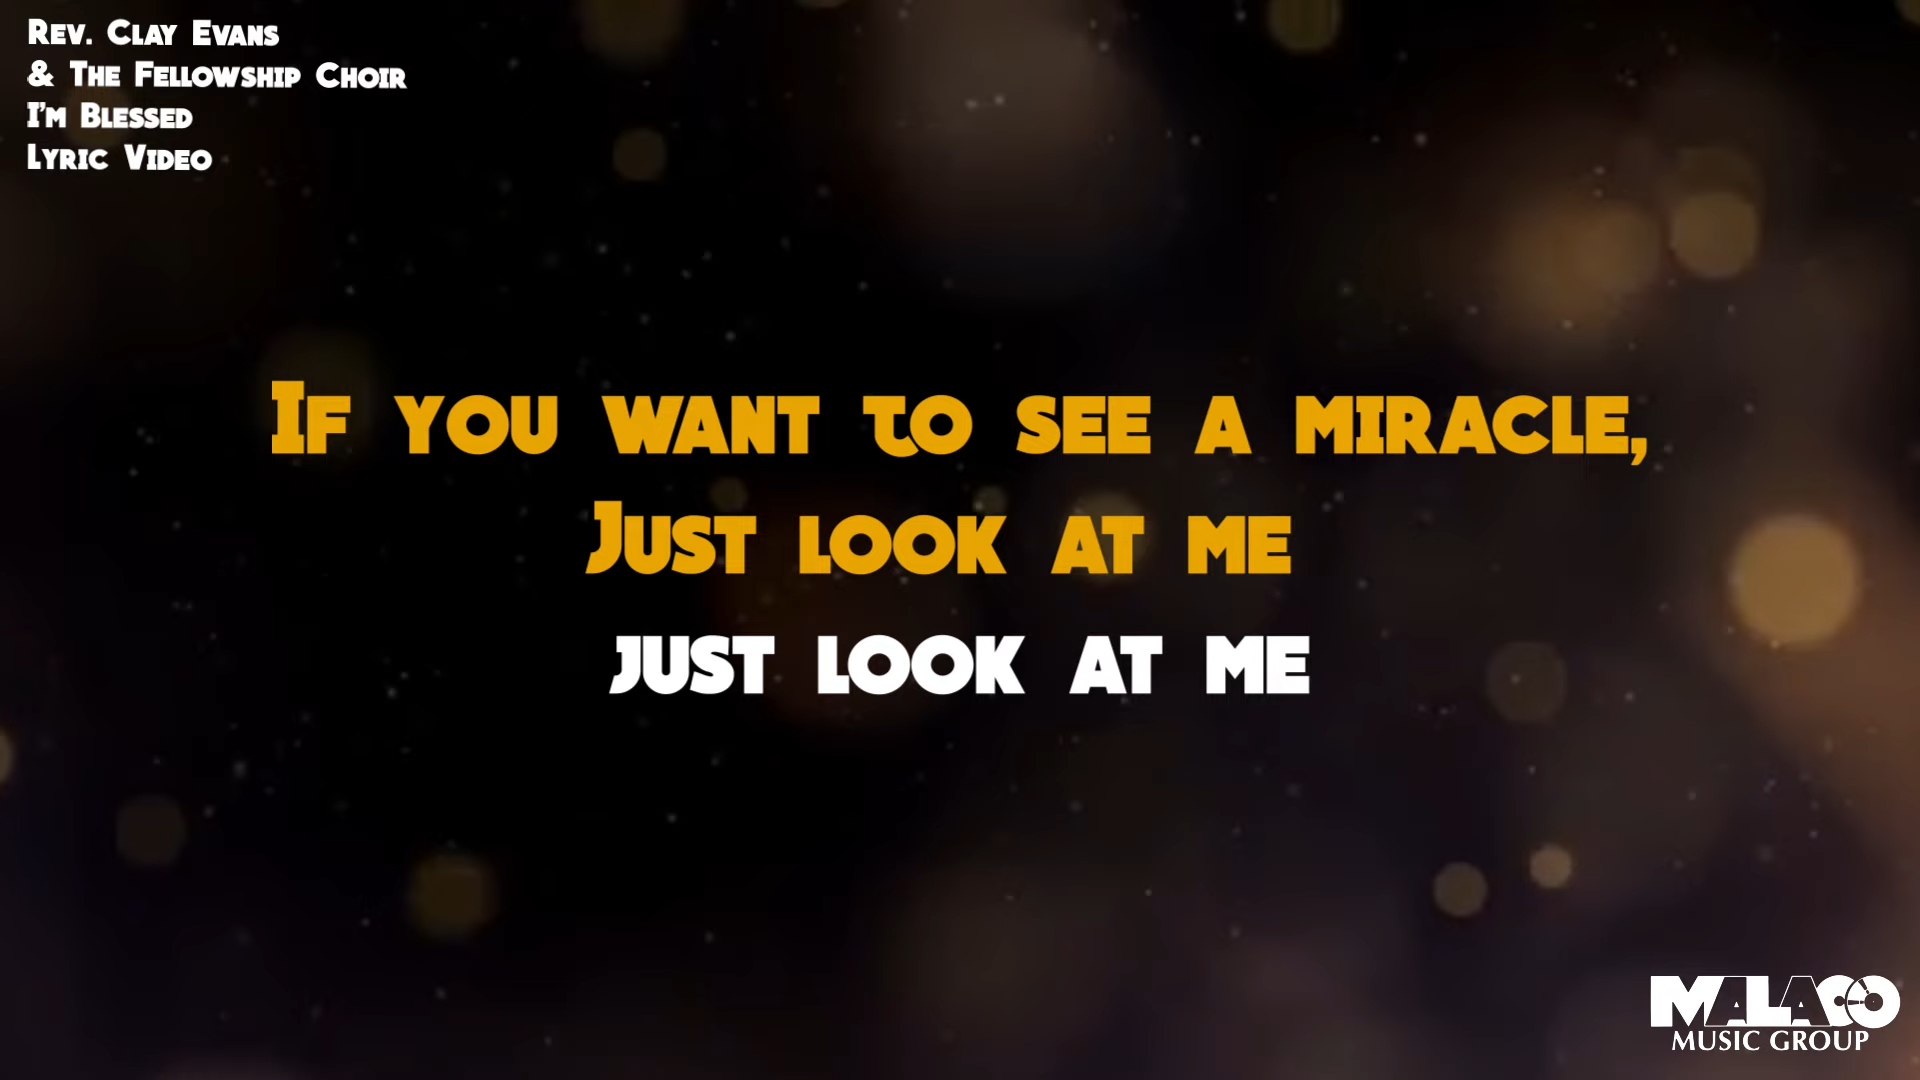 Rev. Clay Evans
& The Fellowship Choir
I'm Blessed
Lyric Video
If you want to see a miracle,
Just look at me
just look at me
MALACO
MUSIC GROUP